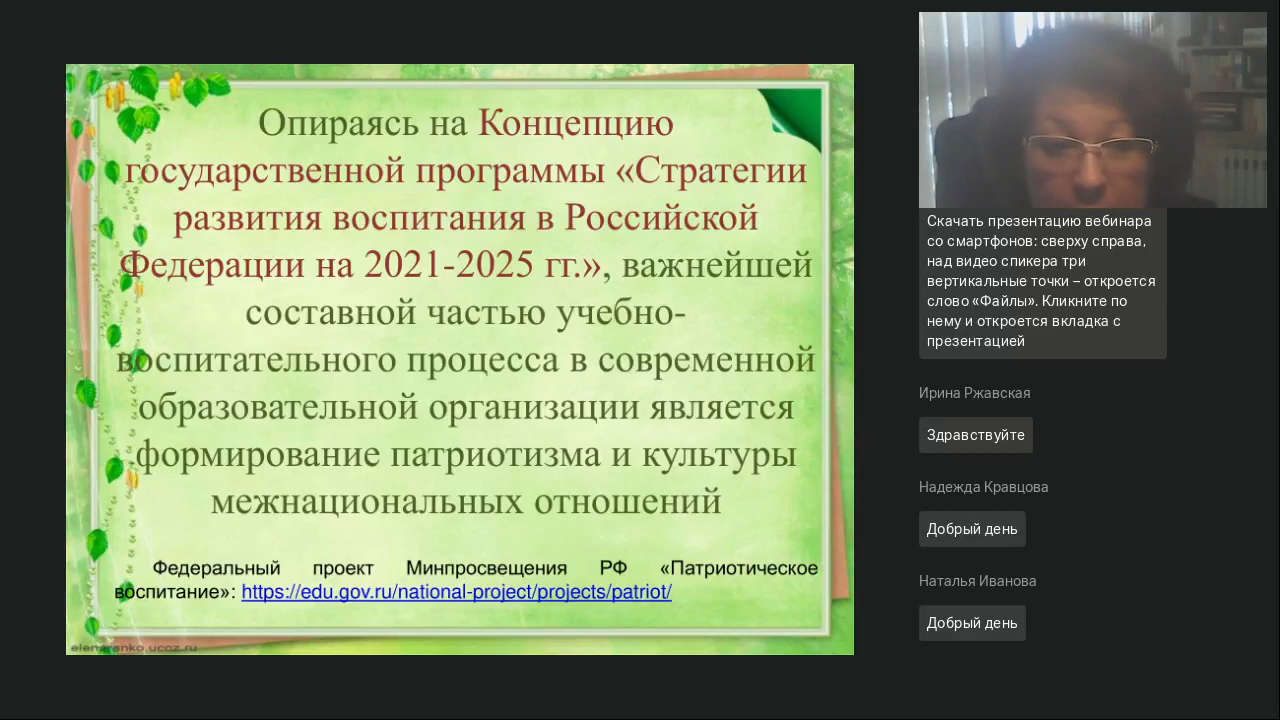 Опираясь на Концепцию
государственной программы «Стратегии
развития воспитания в Российской
Федерации на 2021-2025 гг.», важнейшей
составной частью учебно-
воспитательного процесса в современной
образовательной организации является
формирование патриотизма и культуры
межнациональных отношений
Федеральный проект Минпросвещения РФ «Патриотическое
воспитание»: https://edu.gov.ru/national-project/projects/patriot/
elenaranko.ucoz.ru
Скачать презентацию вебинара
со смартфонов: сверху справа,
над видео спикера три
вертикальные точки – откроется
слово «Файлы». Кликните по
нему и откроется вкладка с
презентацией
Ирина Ржавская
Здравствуйте
Надежда Кравцова
Добрый день
Наталья Иванова
Добрый день